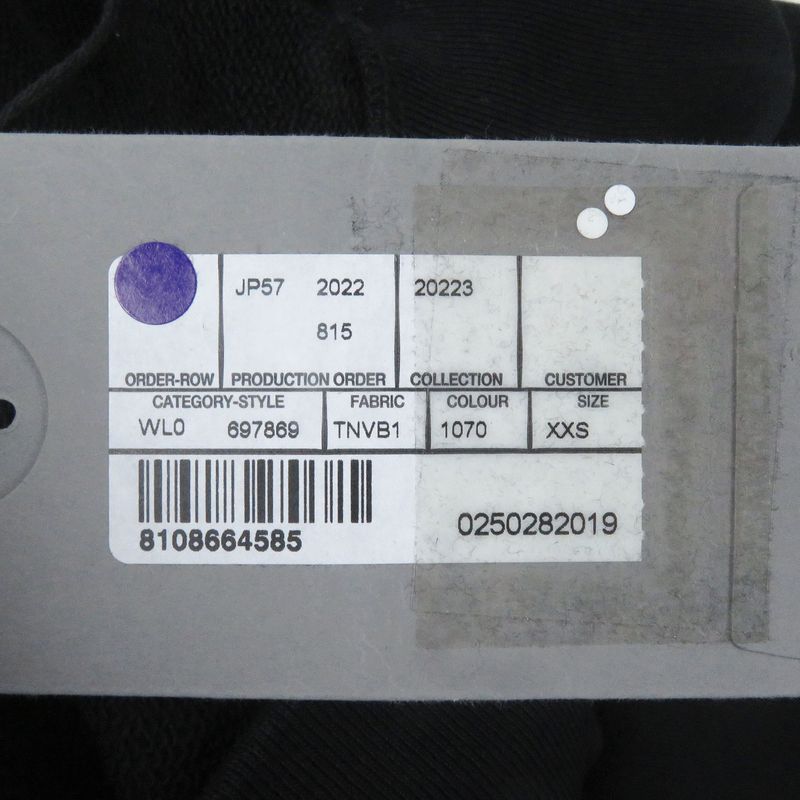 JP57 2022 20223
815
ORDER-ROW PRODUCTION ORDER COLLECTION CUSTOMER
CATEGORY-STYLE FABRIC COLOUR SIZE
WL0 697869 TNVB1 1070 XXS
8108664585 0250282019